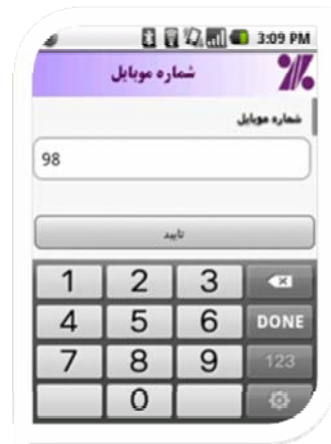 3:09 PM
شماره موبایل
شماره موبایل
98
تایید
1 2 3
4 5 6 DONE
7 8 9 123
0